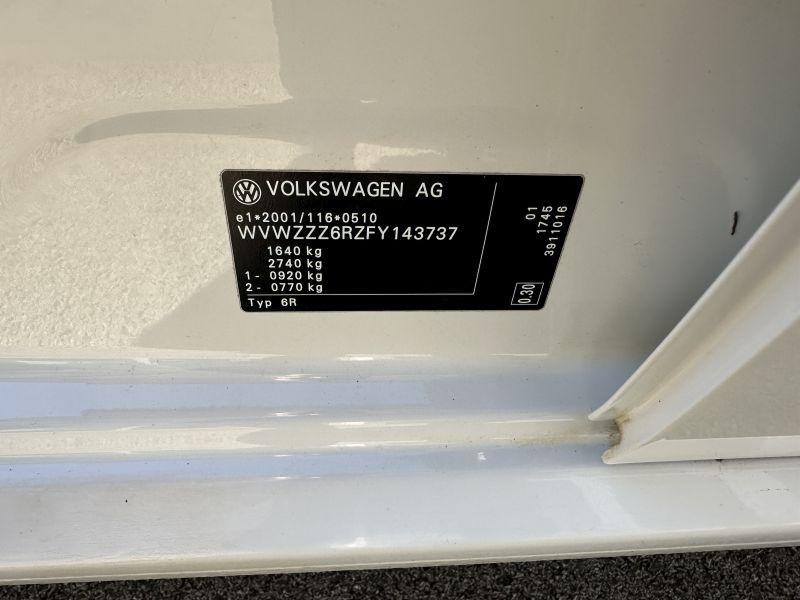 VOLKSWAGEN AG
e1*2001/116*0510
WVWZZZ6RZFY143737
1640 kg
2740 kg
1 - 0920 kg
2 - 0770 kg
Typ 6R
01
1745
3911016
0.30